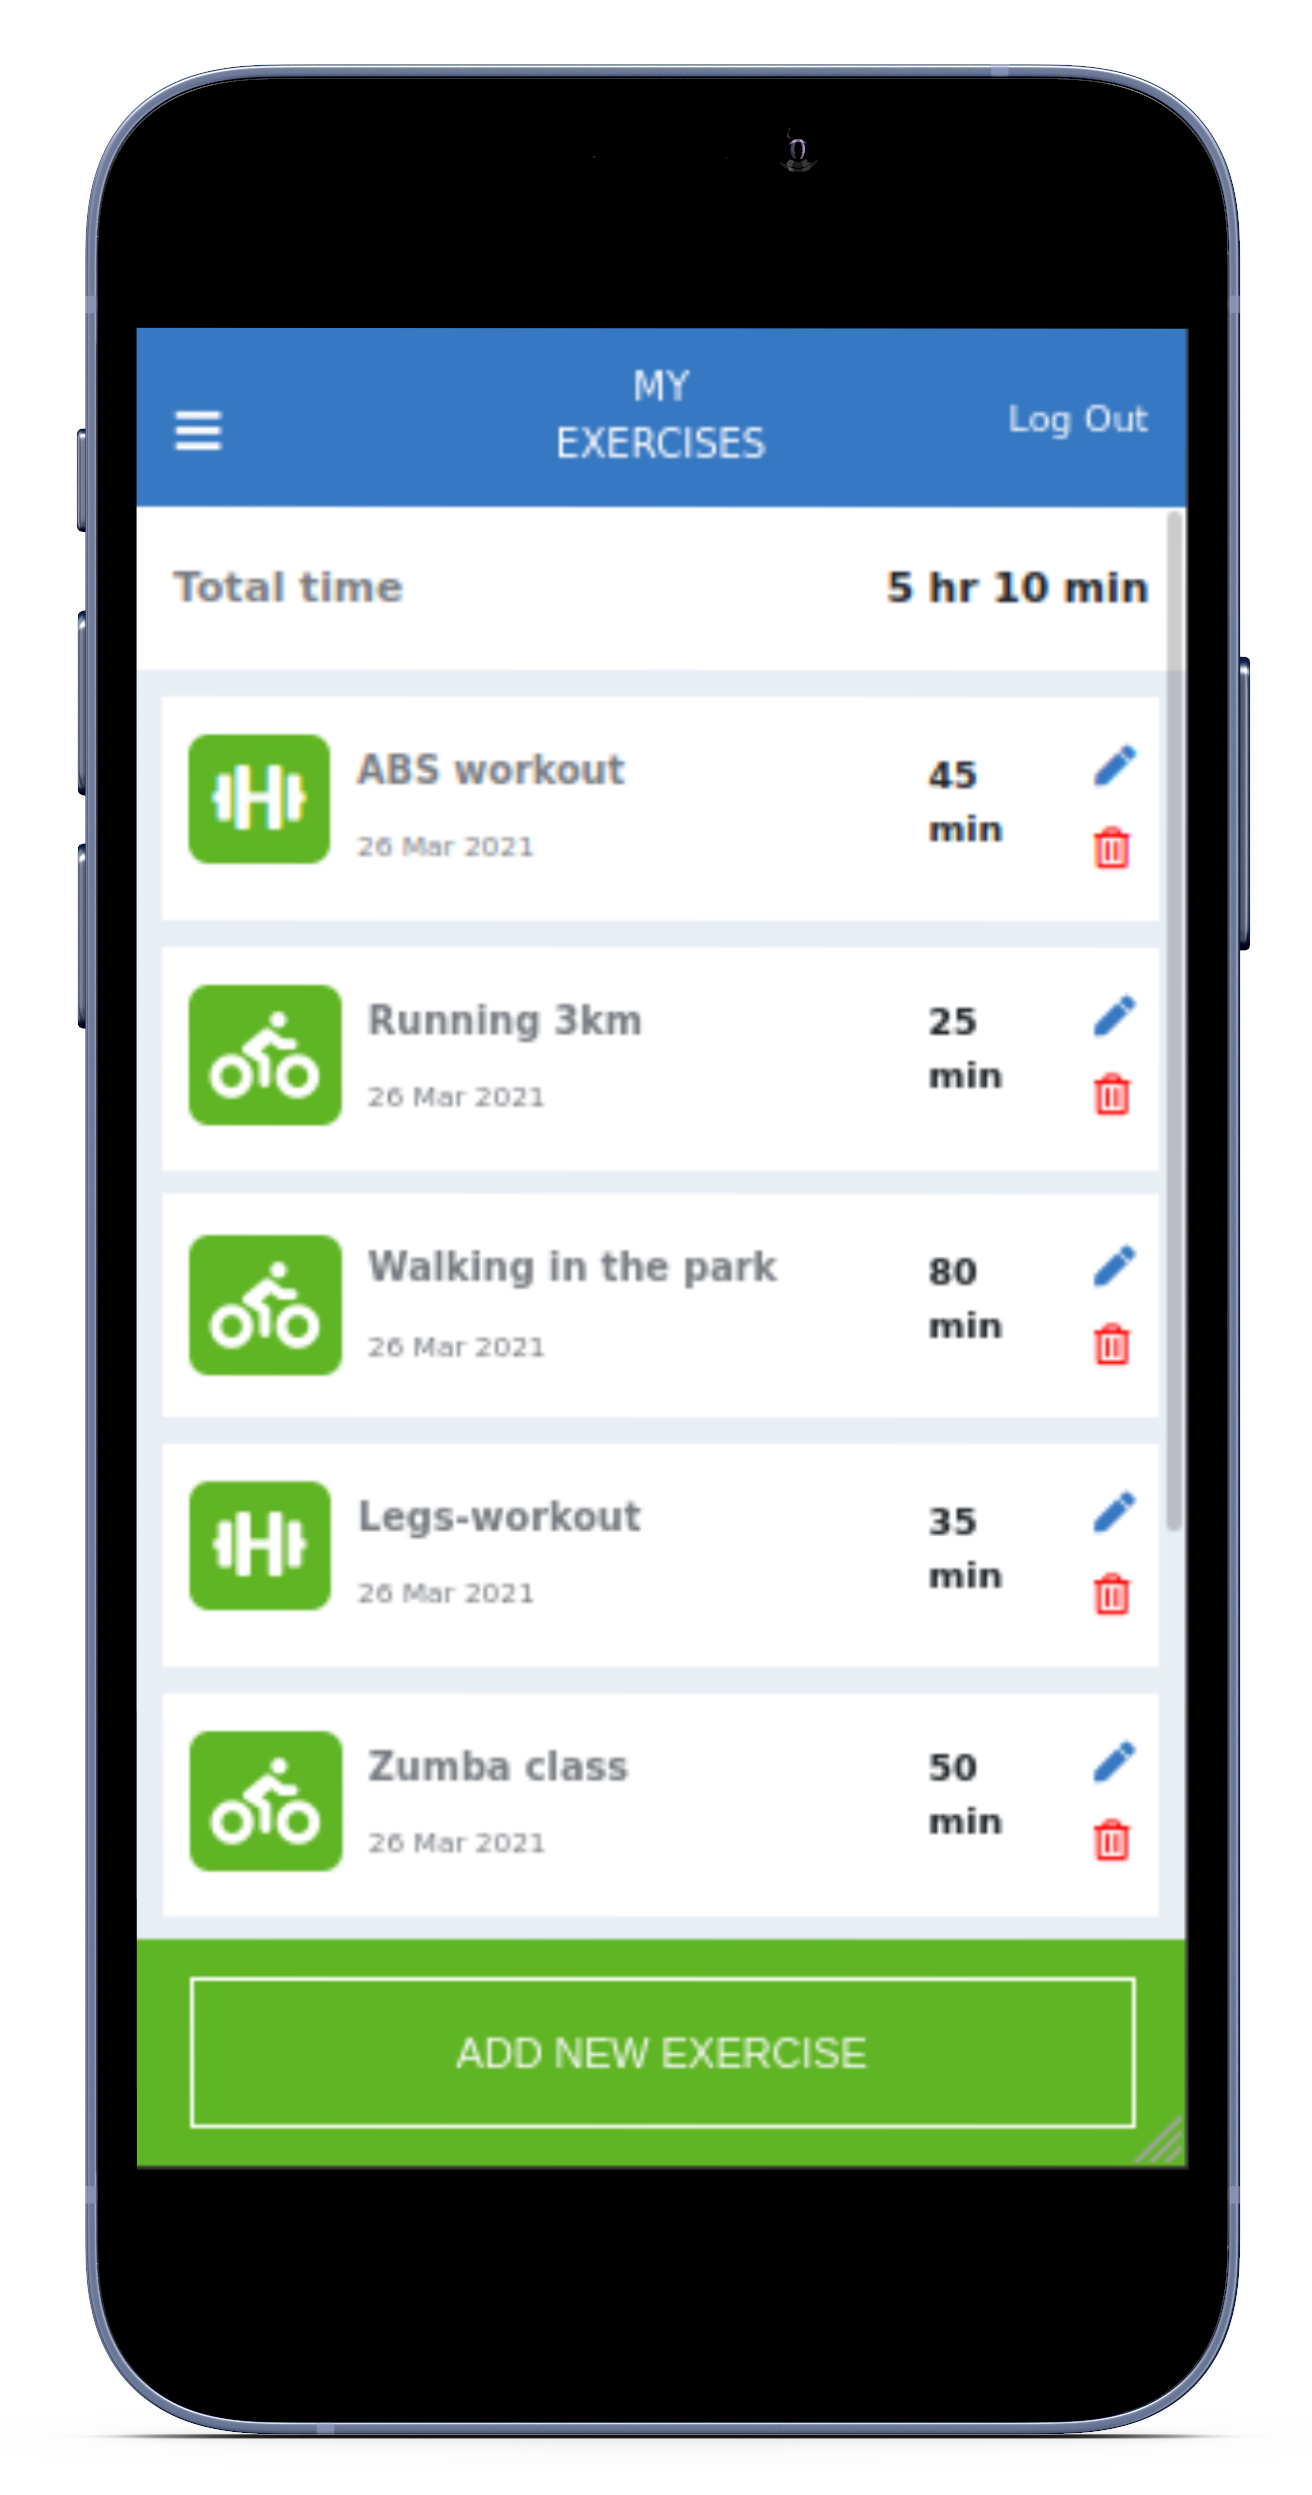 MY
EXERCISES
Log Out
Total time 5 hr 10 min
ABS workout
26 Mar 2021
45
min
Running 3km
26 Mar 2021
25
min
Walking in the park
26 Mar 2021
80
min
Legs-workout
26 Mar 2021
35
min
Zumba class
26 Mar 2021
50
min
ADD NEW EXERCISE